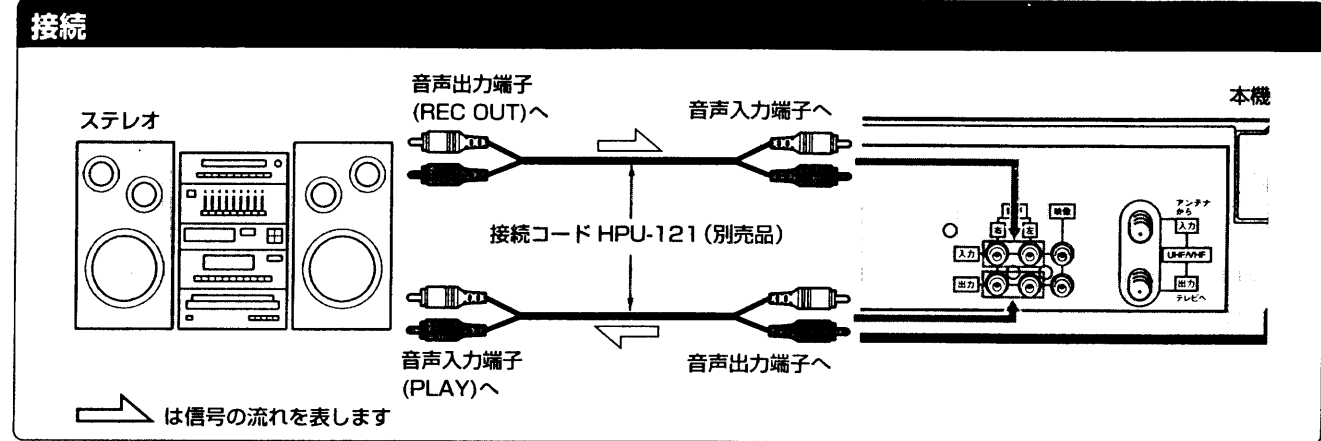 接続
音声出力端子
(REC OUT)へ
音声入力端子へ
本機
ステレオ
接続コード HPU-121(別売品)
アンテナ
から
入力
UHF/VHF
出力
テレビへ
映像
右
左
入力
出力
音声入力端子
(PLAY)へ
音声出力端子へ
は信号の流れを表します